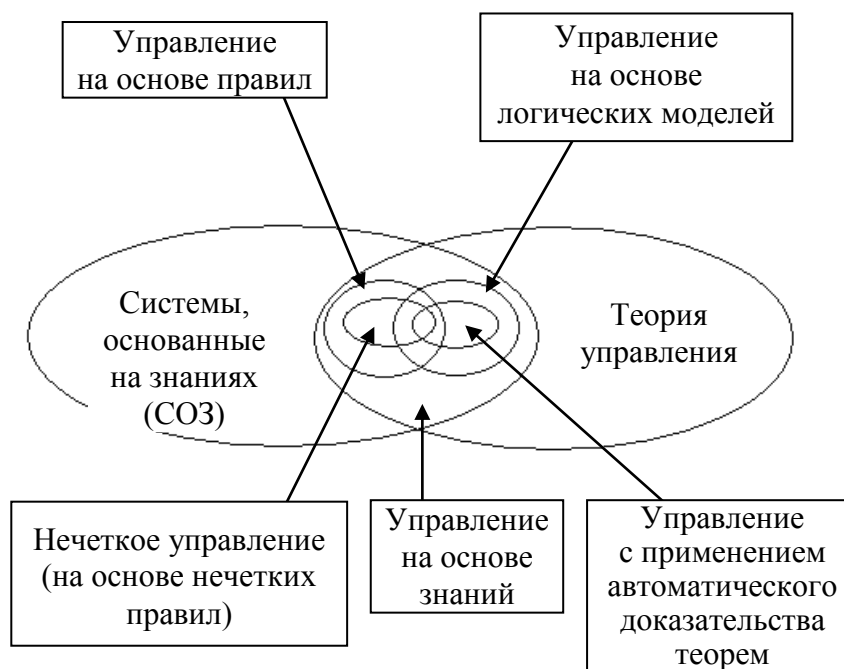 Управление
на основе правил
Управление
на основе
логических моделей
Системы,
основанные
на знаниях
(СОЗ)
Теория
управления
Нечеткое управление
(на основе нечетких
правил)
Управление
на основе
знаний
Управление
с применением
автоматического
доказательства
теорем